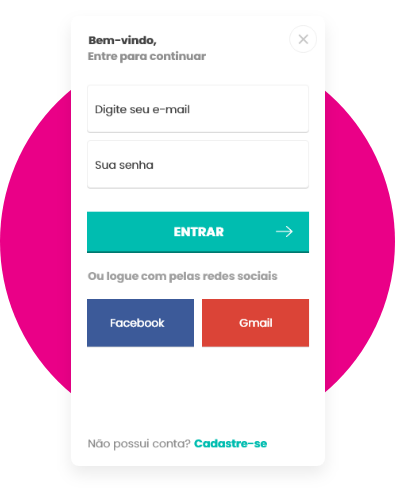 Bem-vindo,
Entre para continuar
Digite seu e-mail
Sua senha
ENTRAR
Ou logue com pelas redes sociais
Facebook
Gmail
Não possui conta? Cadastre-se